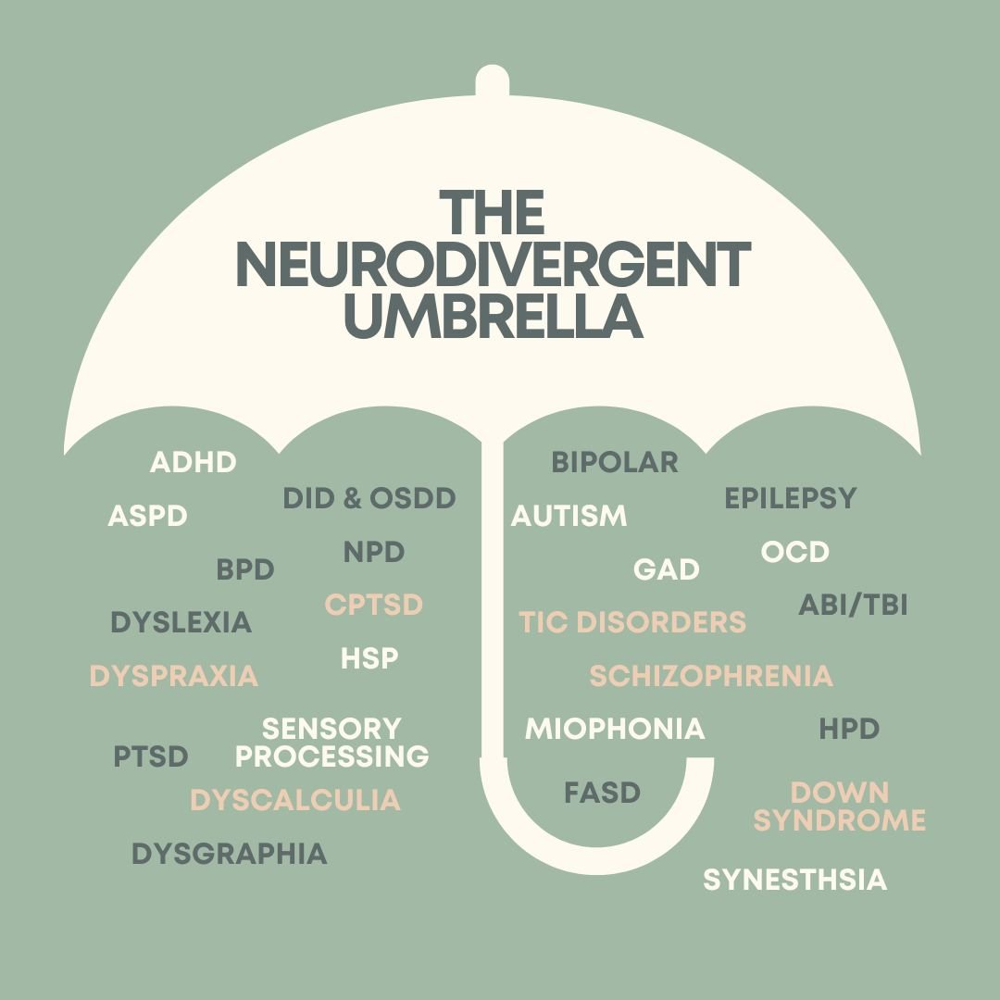 THE
NEURODIVERGENT
UMBRELLA
ADHD
ASPD
DID & OSDD
BPD
NPD
DYSLEXIA
CPTSD
DYSPRAXIA
HSP
PTSD
SENSORY
PROCESSING
DYSCALCULIA
DYSGRAPHIA
BIPOLAR
EPILEPSY
AUTISM
OCD
GAD
ABI/TBI
TIC DISORDERS
SCHIZOPHRENIA
MIOPHONIA
HPD
FASD
DOWN
SYNDROME
SYNESTHSIA